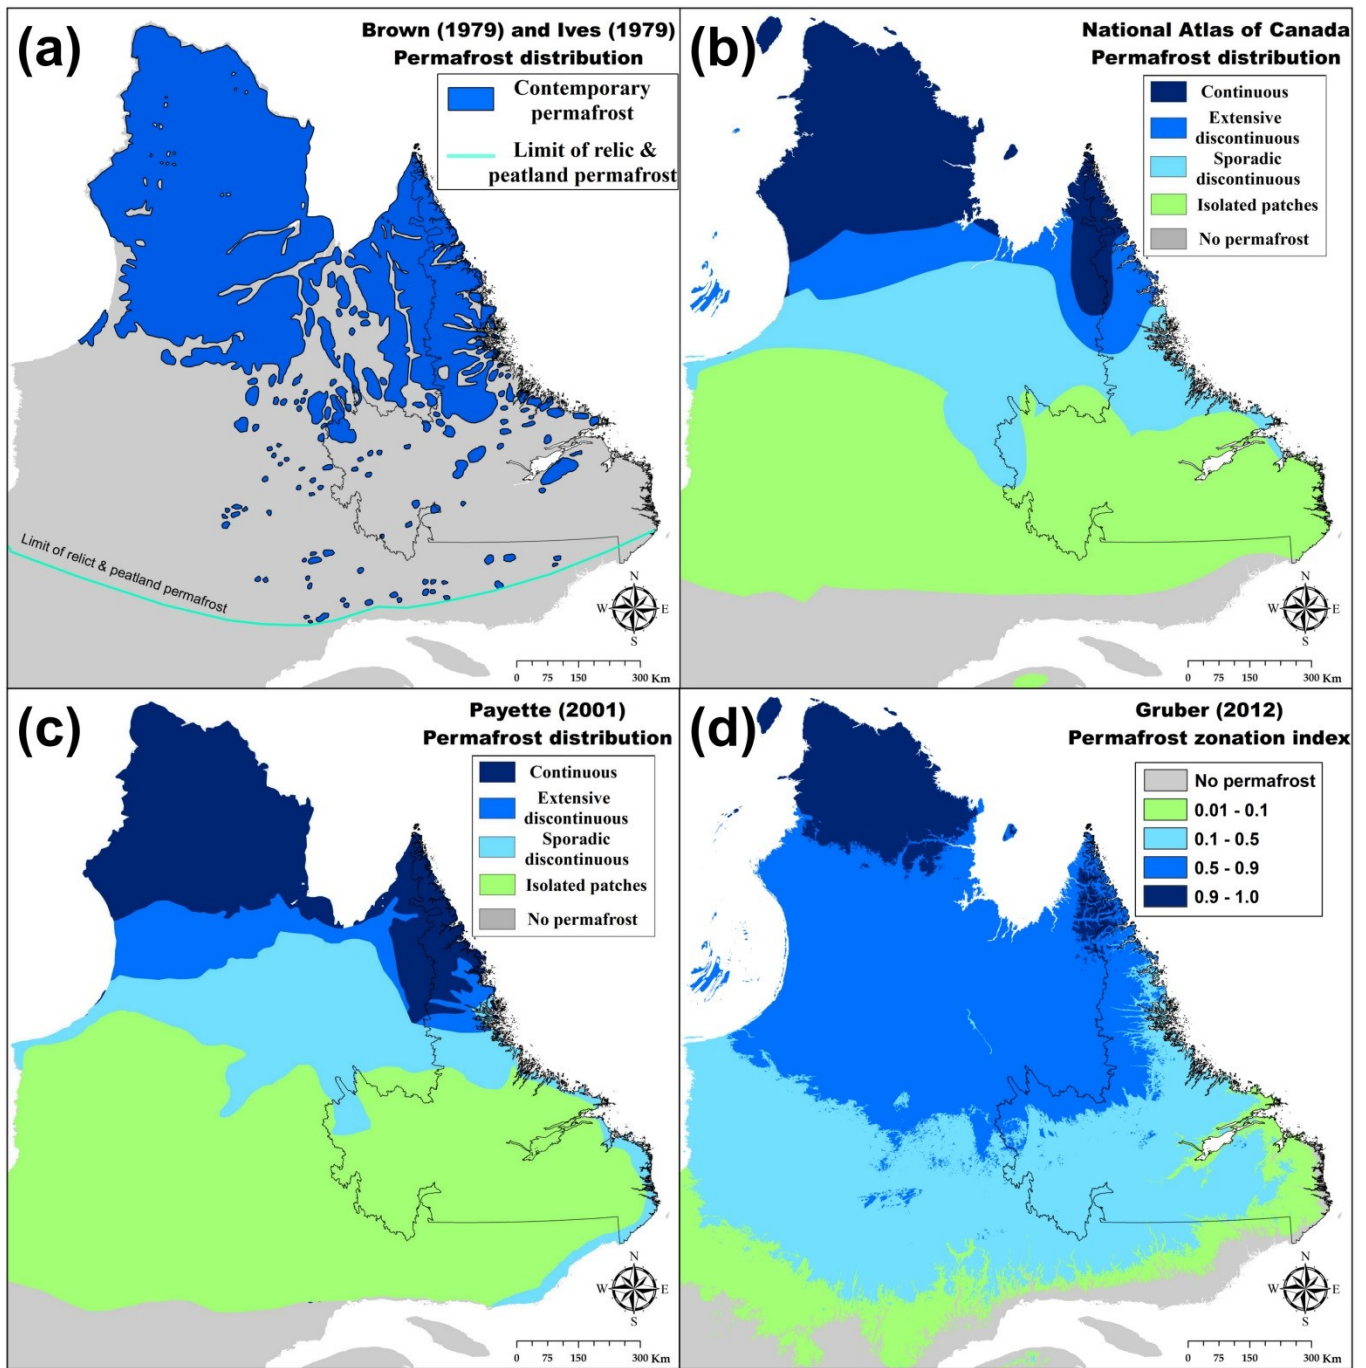 (a)
Brown (1979) and Ives (1979)
Permafrost distribution
Contemporary
permafrost
Limit of relic &
peatland permafrost
Limit of relict & peatland permafrost
N
W
E
S
0 75 150 300 Km
(b)
National Atlas of Canada
Permafrost distribution
Continuous
Extensive
discontinuous
Sporadic
discontinuous
Isolated patches
No permafrost
N
W
E
S
0 75 150 300 Km
(c)
Payette (2001)
Permafrost distribution
Continuous
Extensive
discontinuous
Sporadic
discontinuous
Isolated patches
No permafrost
N
W
E
S
0 75 150 300 Km
(d)
Gruber (2012)
Permafrost zonation index
No permafrost
0.01 - 0.1
0.1 - 0.5
0.5 - 0.9
0.9 - 1.0
N
W
E
S
0 75 150 300 Km